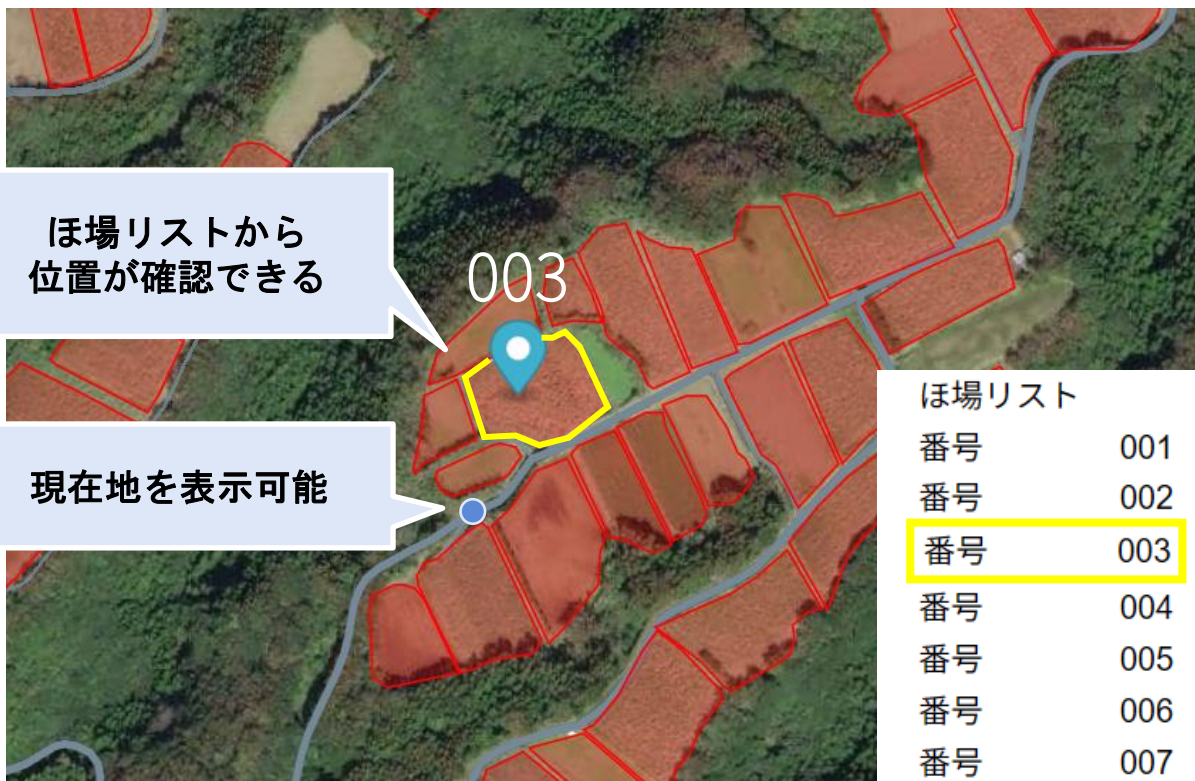 ほ場リストから
位置が確認できる
003
現在地を表示可能
ほ場リスト
番号 001
番号 002
番号 003
番号 004
番号 005
番号 006
番号 007